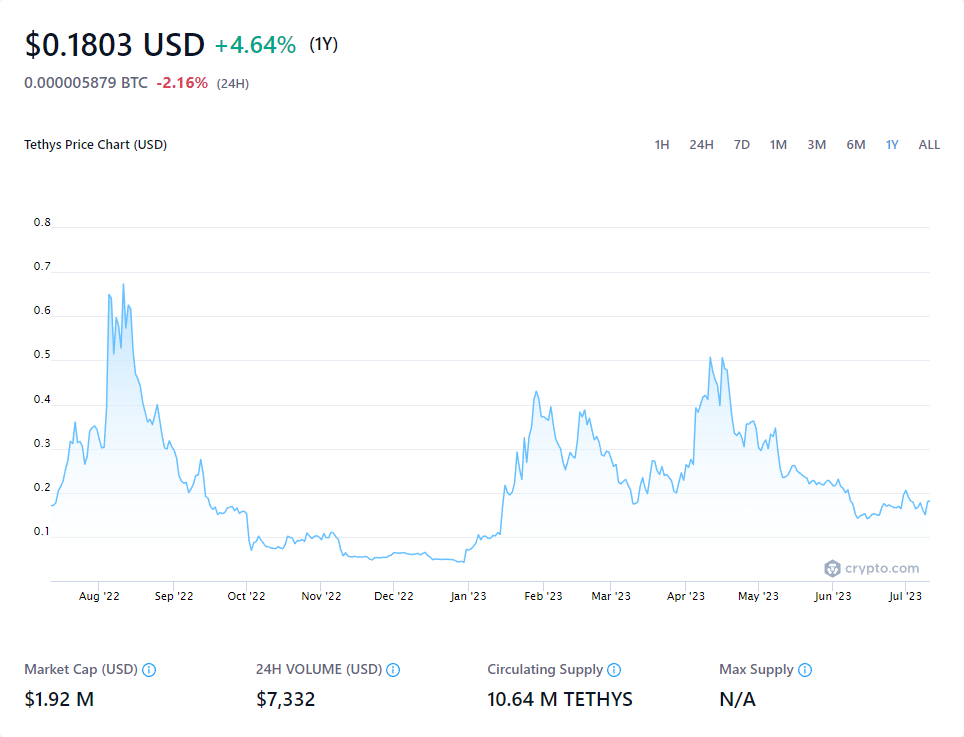 $0.1803 USD +4.64% (1Y)
0.000005879 BTC -2.16% (24H)
Tethys Price Chart (USD) 1H 24H 7D 1M 3M 6M 1Y ALL
0.8
0.7
0.6
0.5
0.4
0.3
0.2
0.1
crypto.com
Aug '22 Sep '22 Oct '22 Nov '22 Dec '22 Jan '23 Feb '23 Mar '23 Apr '23 May '23 Jun '23 Jul '23
Market Cap (USD) 24H VOLUME (USD) Circulating Supply Max Supply
$1.92 M $7,332 10.64 M TETHYS N/A